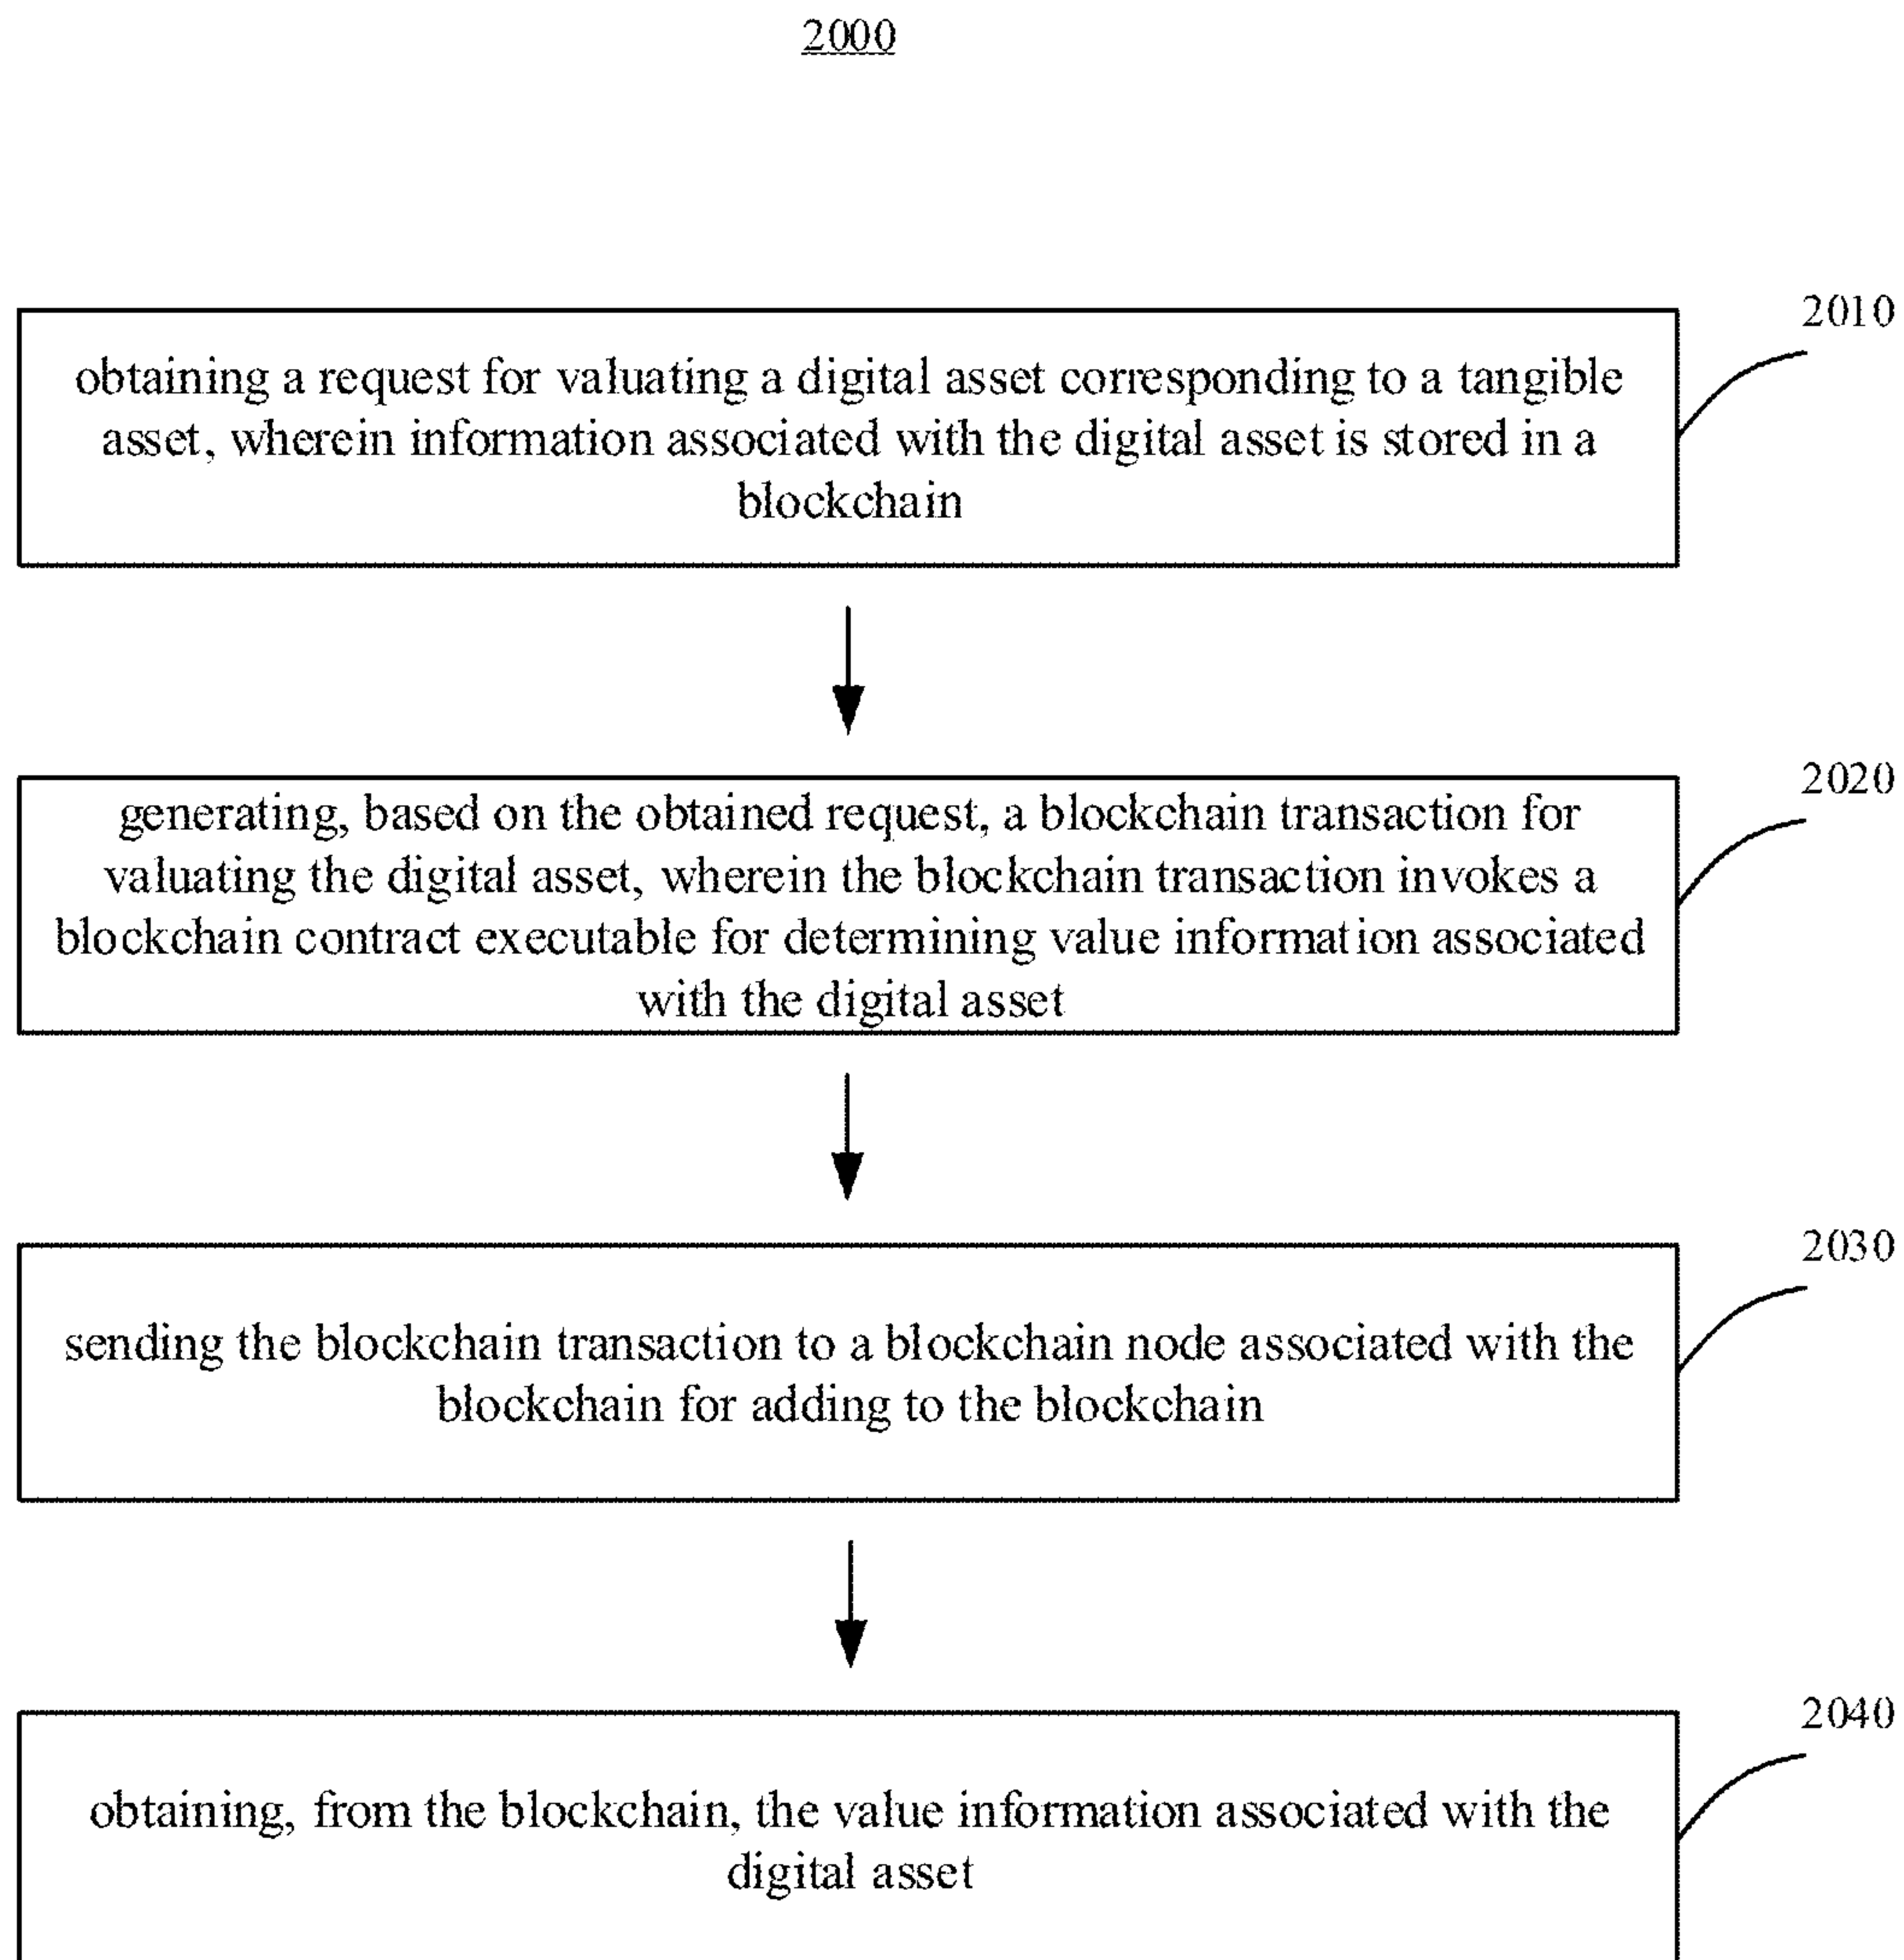 2000
2010
obtaining a request for valuating a digital asset corresponding to a tangible
asset, wherein information associated with the digital asset is stored in a
blockchain
2020
generating, based on the obtained request, a blockchain transaction for
valuating the digital asset, wherein the blockchain transaction invokes a
blockchain contract executable for determining value information associated
with the digital asset
2030
sending the blockchain transaction to a blockchain node associated with the
blockchain for adding to the blockchain
2040
obtaining, from the blockchain, the value information associated with the
digital asset